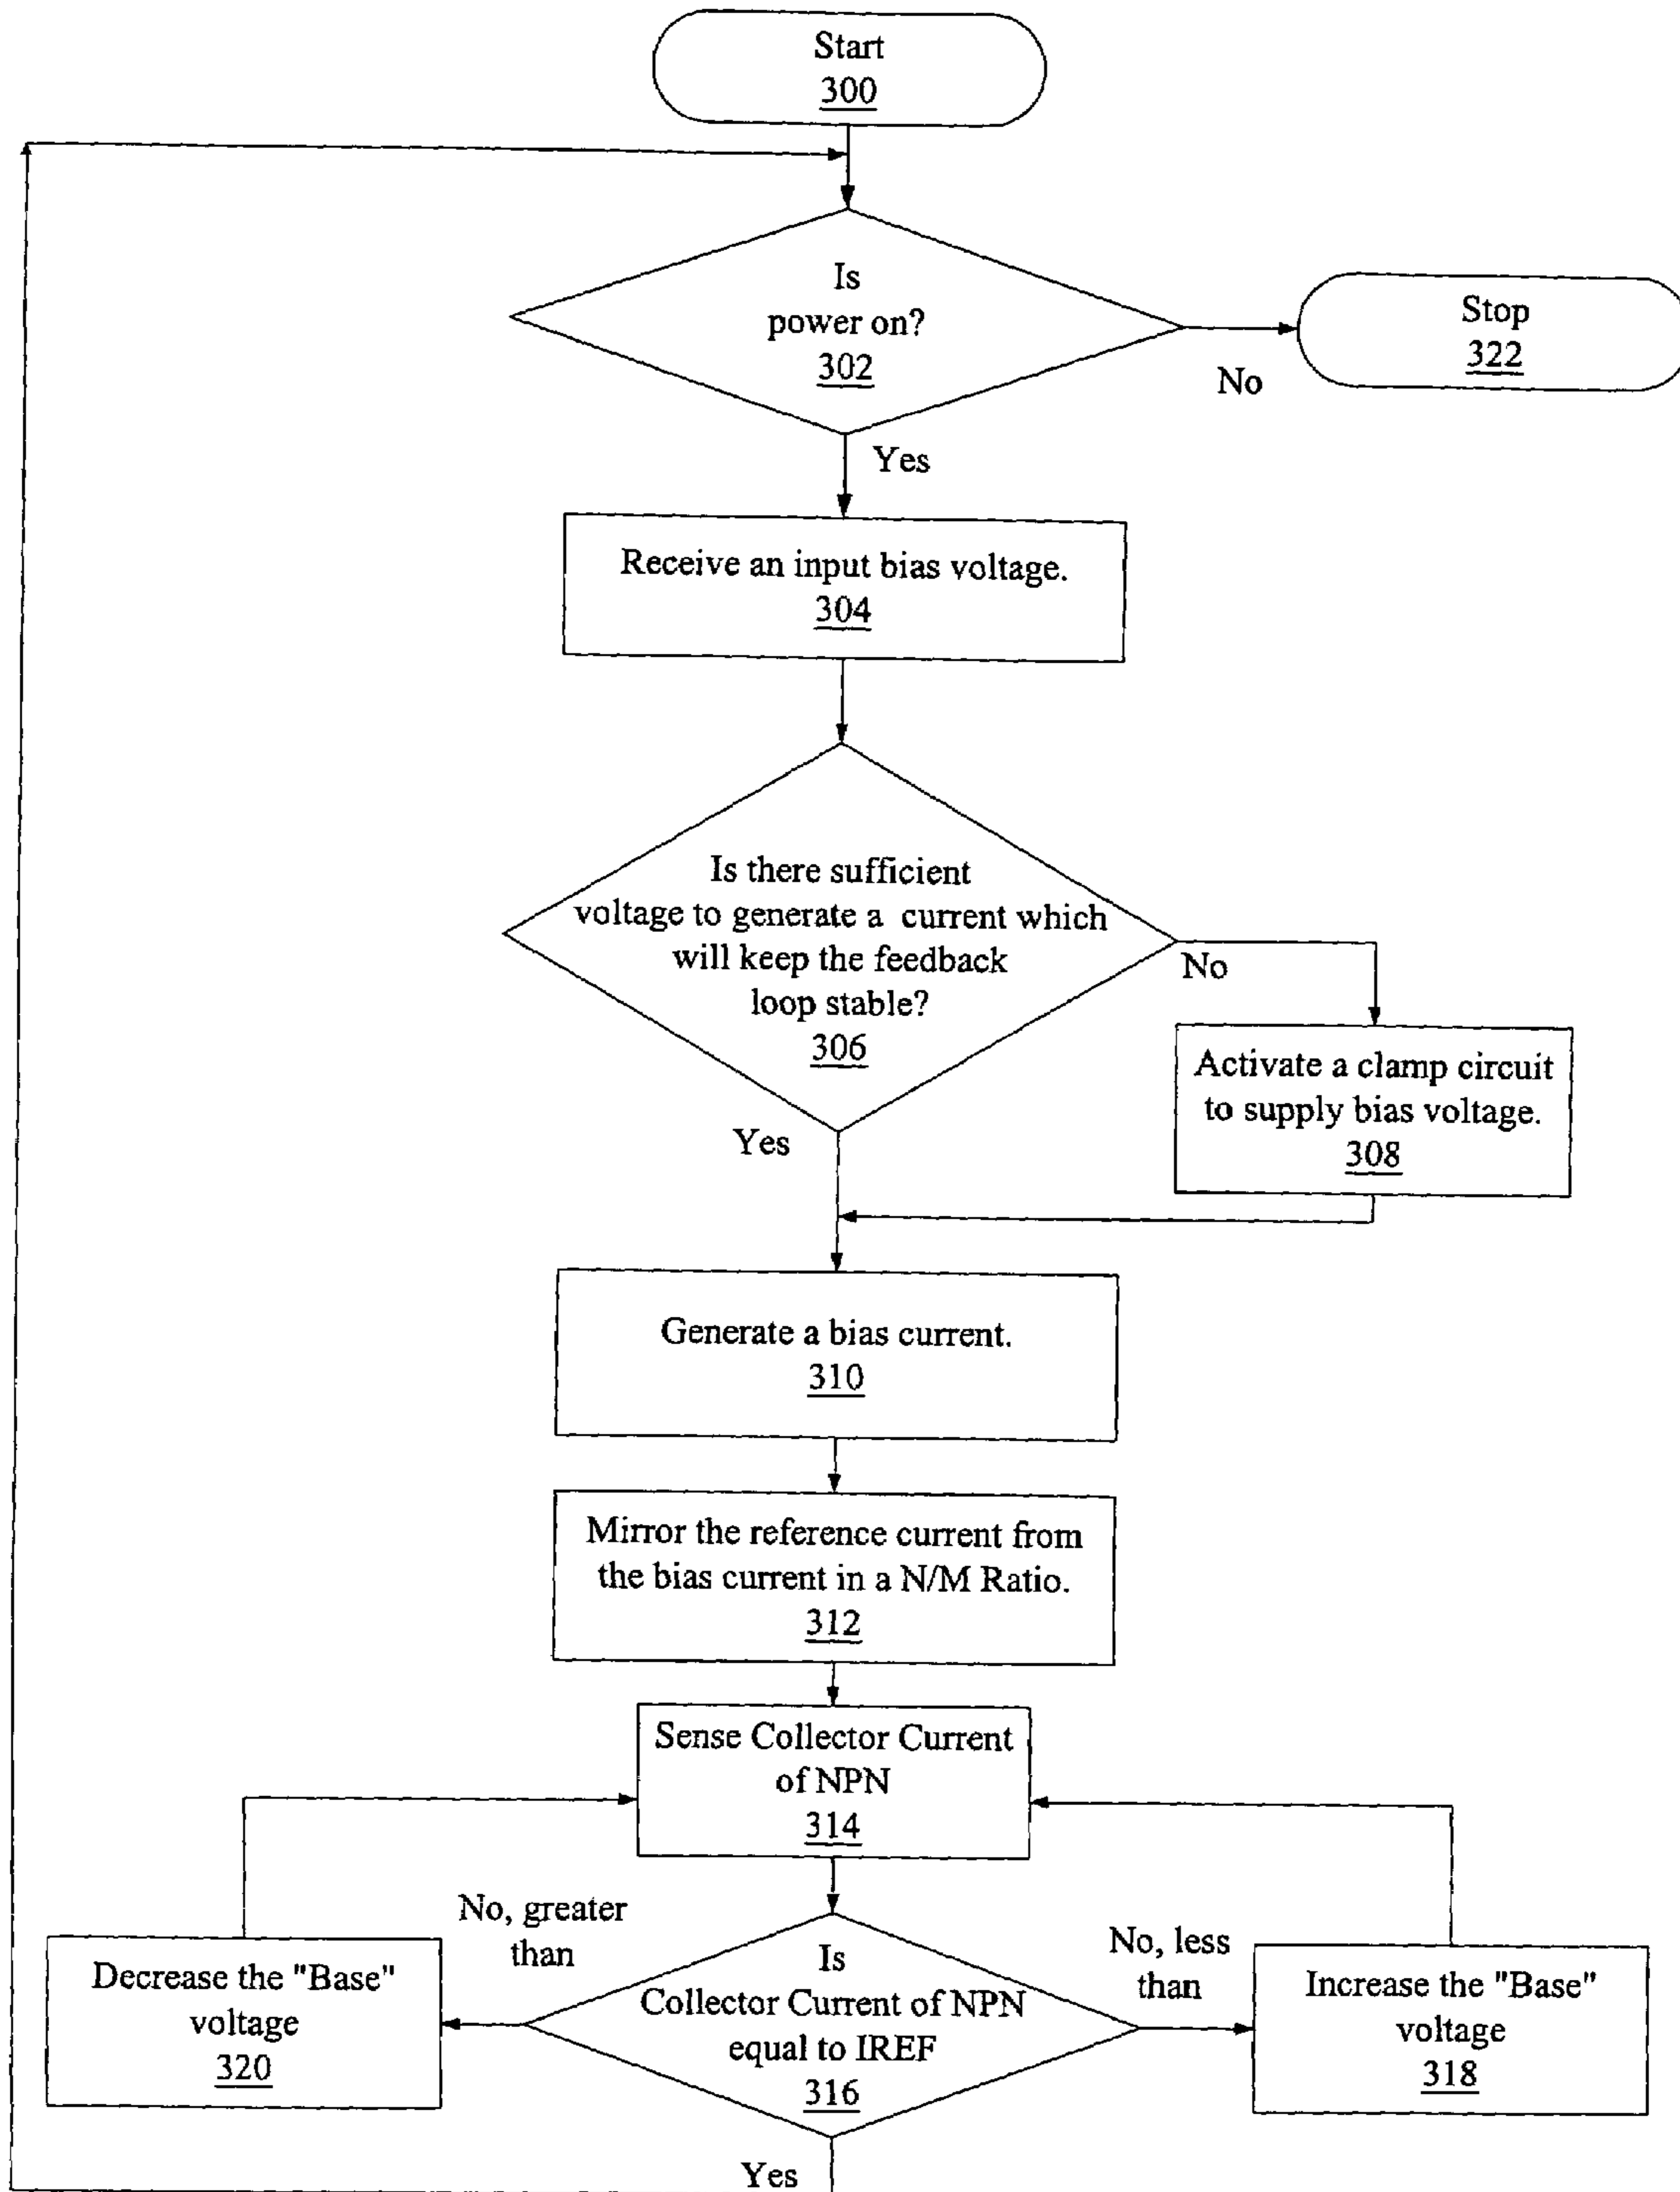 Start
300
Is
power on?
302
Stop
322
No
Yes
Receive an input bias voltage.
304
Is there sufficient
voltage to generate a current which
will keep the feedback
loop stable?
306
No
Activate a clamp circuit
to supply bias voltage.
308
Yes
Generate a bias current.
310
Mirror the reference current from
the bias current in a N/M Ratio.
312
Sense Collector Current
of NPN
314
No, greater
than
No, less
than
Decrease the "Base"
voltage
320
Is
Collector Current of NPN
equal to IREF
316
Increase the "Base"
voltage
318
Yes